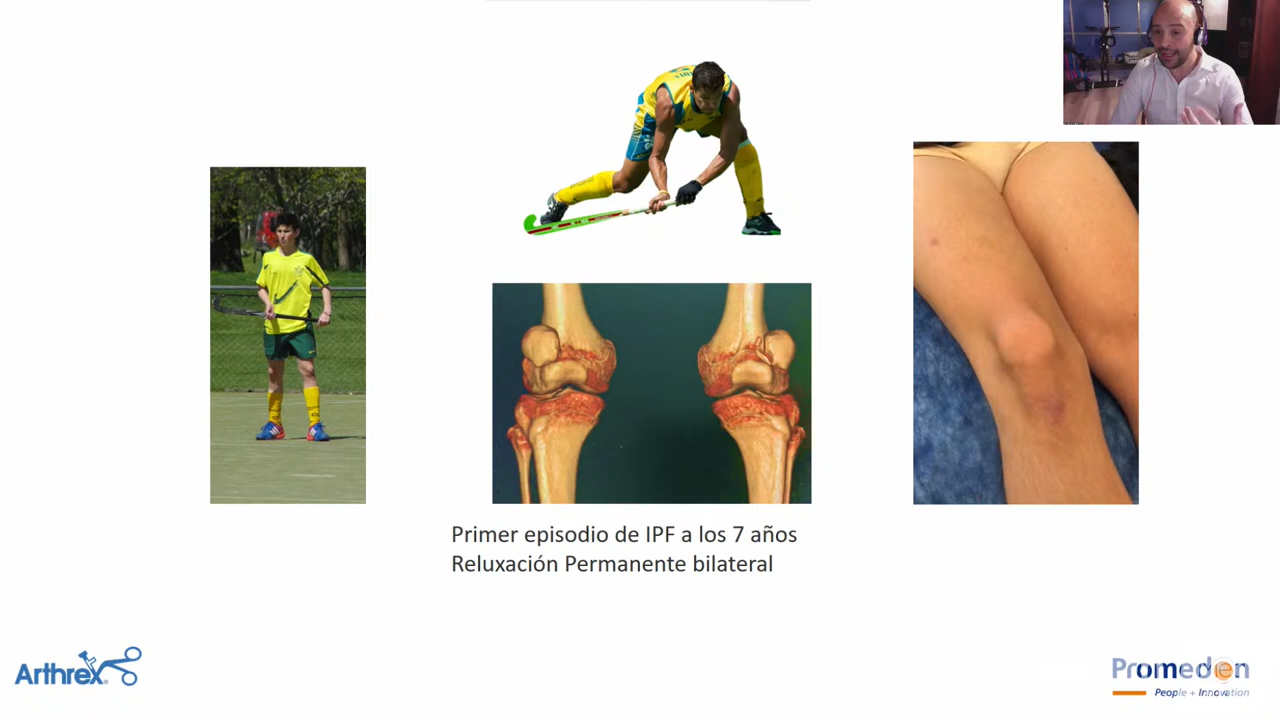 Primer episodio de IPF a los 7 años
Reluxación Permanente bilateral
Arthrex
Promedon
People + Innovation